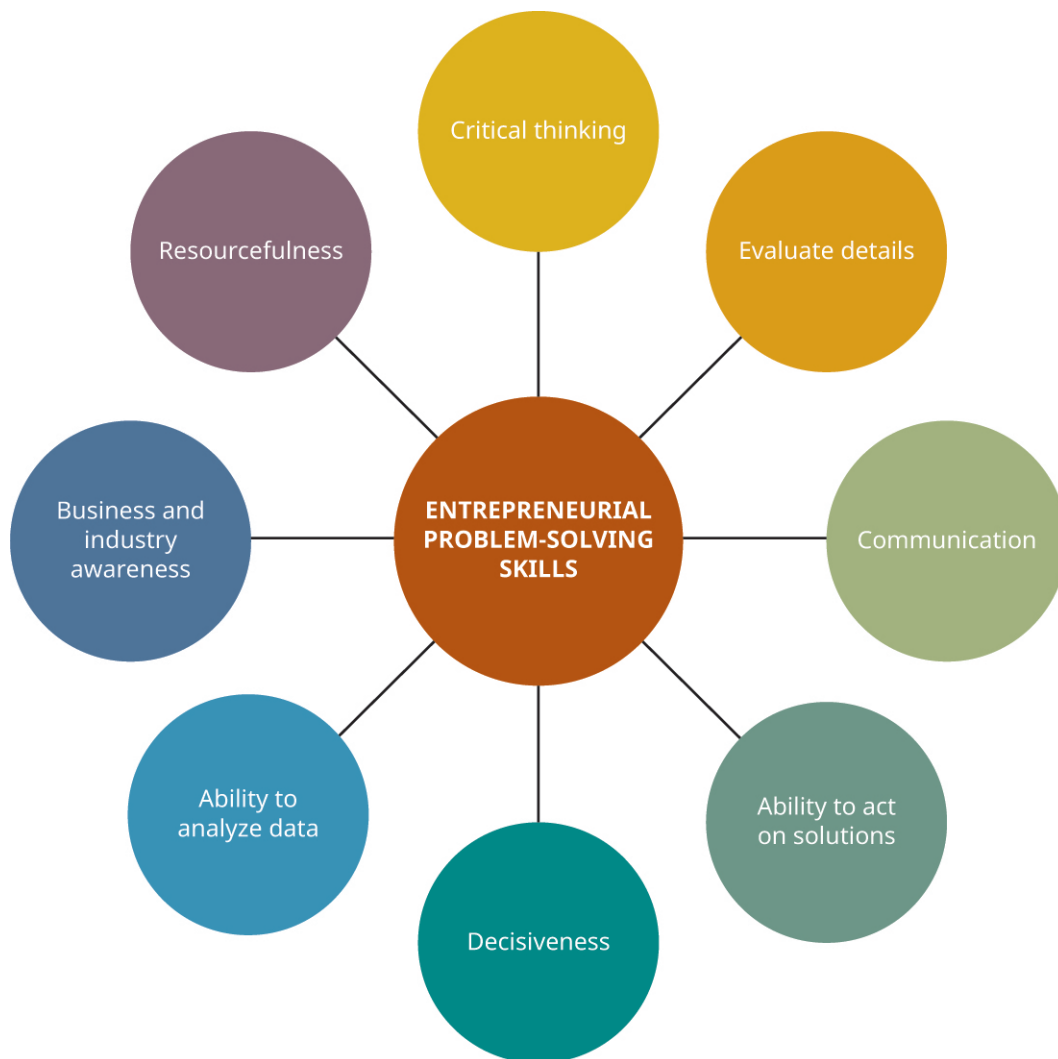 Critical thinking
Evaluate details
Communication
Ability to act
on solutions
Decisiveness
Ability to
analyze data
Business and
industry
awareness
Resourcefulness
ENTREPRENEURIAL
PROBLEM-SOLVING
SKILLS